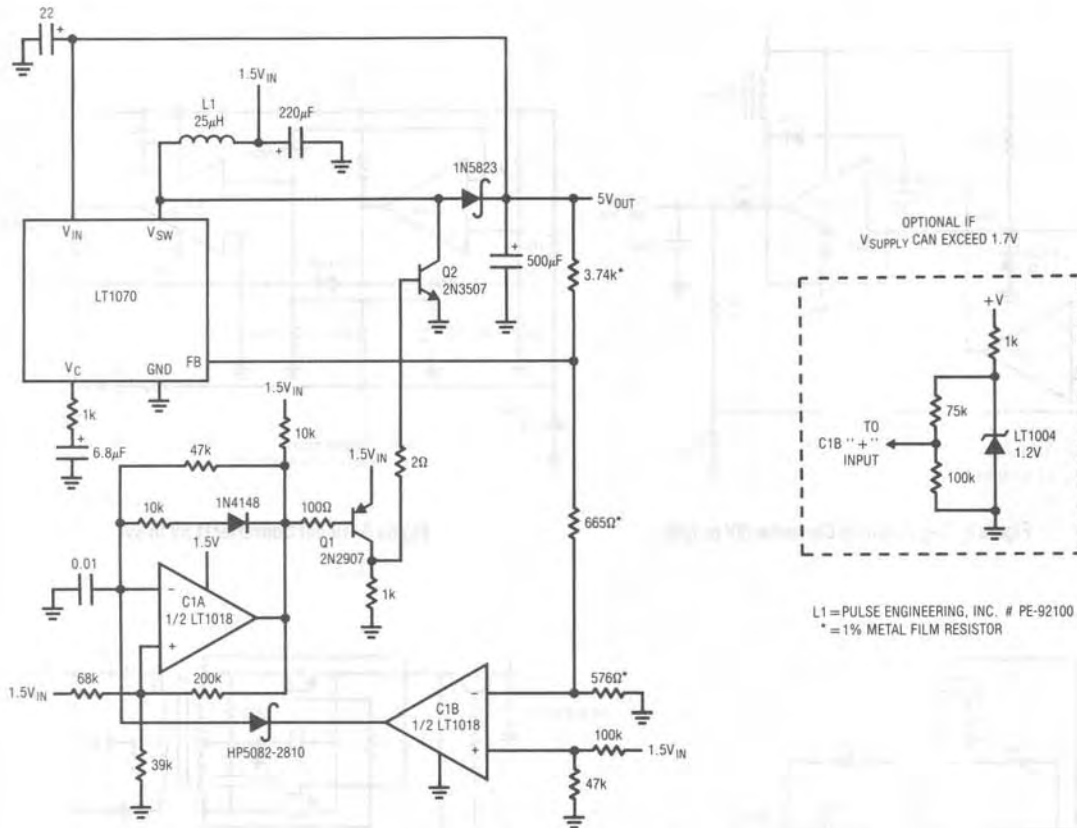 22
+
1.5VIN
L1
25µH
220µF
+
1N5823
5VOUT
VIN
VSW
LT1070
VC
GND
FB
Q2
2N3507
+
500µF
3.74k*
OPTIONAL IF
VSUPPLY CAN EXCEED 1.7V
+V
1k
75k
TO
C1B "+"
INPUT
LT1004
1.2V
100k
1k
+
6.8µF
1.5VIN
10k
47k
1.5VIN
2Ω
10k
1N4148
100Ω
Q1
2N2907
665Ω*
0.01
1.5V
1k
−
C1A
1/2 LT1018
+
L1=PULSE ENGINEERING, INC. # PE-92100
*=1% METAL FILM RESISTOR
1.5VIN
68k
200k
C1B
1/2 LT1018
−
+
576Ω*
100k
1.5VIN
HP5082-2810
39k
47k